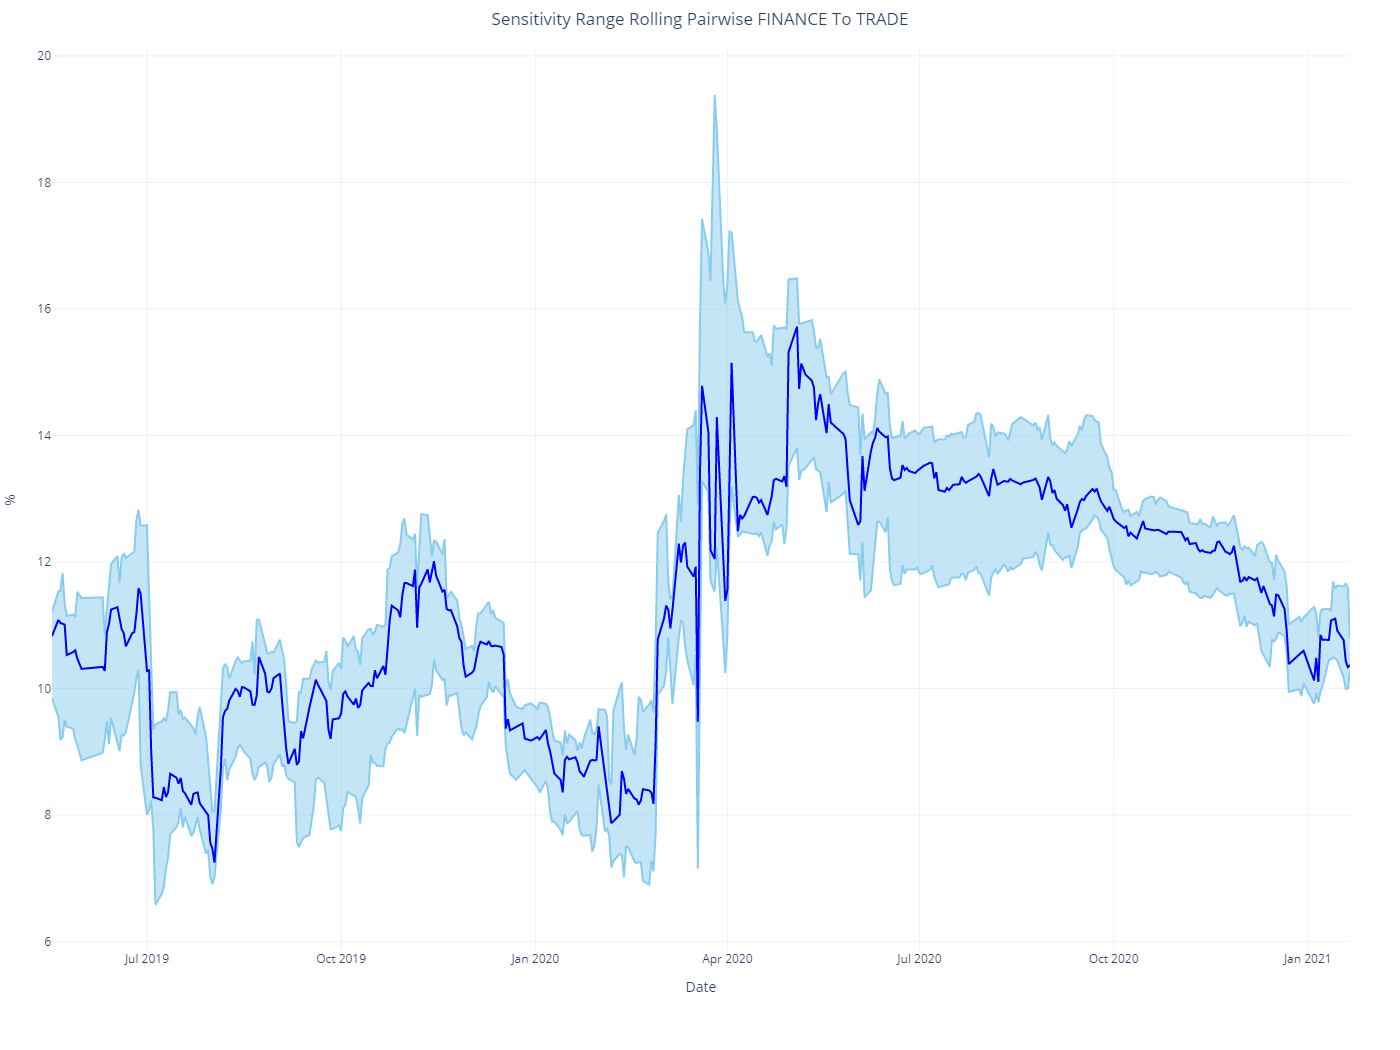 Sensitivity Range Rolling Pairwise FINANCE To TRADE
20
18
16
14
12
10
8
6
%
Jul 2019
Oct 2019
Jan 2020
Apr 2020
Jul 2020
Oct 2020
Jan 2021
Date